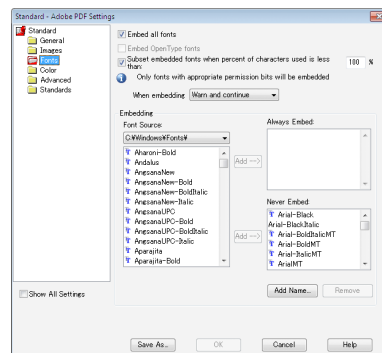 Standard - Adobe PDF Settings
Standard
General
Images
Fonts
Color
Advanced
Standards
Show All Settings
Embed all fonts
Embed OpenType fonts
Subset embedded fonts when percent of characters used is less than:
100 %
Only fonts with appropriate permission bits will be embedded
When embedding Warn and continue
Embedding
Font Source:
C:¥Windows¥Fonts¥
Aharoni-Bold
Andalus
AngsanaNew
AngsanaNew-Bold
AngsanaNew-BoldItalic
AngsanaNew-Italic
AngsanaUPC
AngsanaUPC-Bold
AngsanaUPC-BoldItalic
AngsanaUPC-Italic
Aparajita
Aparajita-Bold
Add -->
Add -->
Always Embed:
Never Embed:
Arial-Black
Arial-BlackItalic
Arial-BoldItalicMT
Arial-BoldMT
Arial-ItalicMT
ArialMT
Add Name...
Remove
Save As...
OK
Cancel
Help